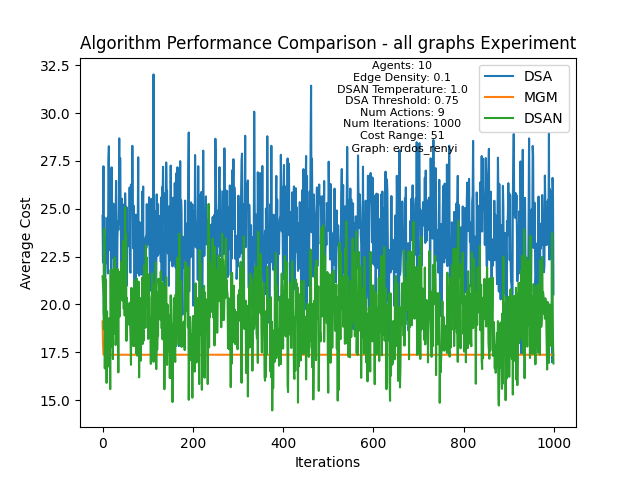 Algorithm Performance Comparison - all graphs Experiment
Agents: 10
Edge Density: 0.1
DSAN Temperature: 1.0
DSA Threshold: 0.75
Num Actions: 9
Num Iterations: 1000
Cost Range: 51
Graph: erdos_renyi
DSA
MGM
DSAN
Average Cost
32.5
30.0
27.5
25.0
22.5
20.0
17.5
15.0
0 200 400 600 800 1000
Iterations